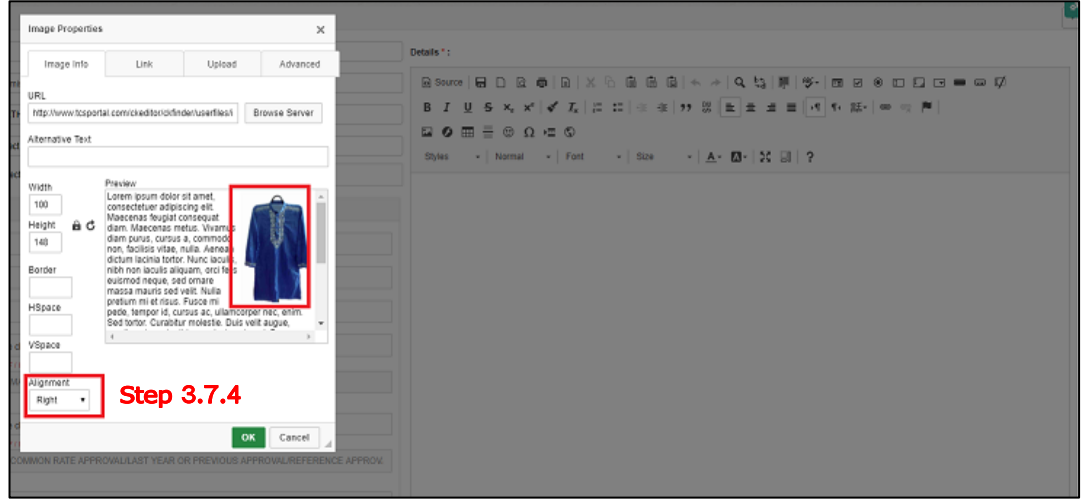 Image Properties
Image Info Link Upload Advanced
URL
http://www.tcsportal.com/ckeditor/ckfinder/userfiles/i Browse Server
Alternative Text
Width
100
Height
148
Border
HSpace
VSpace
Alignment
Right
Preview
Lorem ipsum dolor sit amet,
consectetuer adipiscing elit.
Maecenas feugiat consequat
diam. Maecenas metus. Vivamus
diam purus, cursus a, commodo
non, facilisis vitae, nulla. Aenean
dictum lacinia tortor. Nunc iaculis,
nibh non iaculis aliquam, orci felis
euismod neque, sed ornare
massa mauris sed velit. Nulla
pretium mi et risus. Fusce mi
pede, tempor id, cursus ac, ullamcorper nec, enim.
Sed tortor. Curabitur molestie. Duis velit augue,
Step 3.7.4
OK Cancel
Details * :
Source
B I U S x₂ x² Tx
Styles Normal Font Size A A ?
COMMON RATE APPROVAL/LAST YEAR OR PREVIOUS APPROVAL/REFERENCE APPROV.